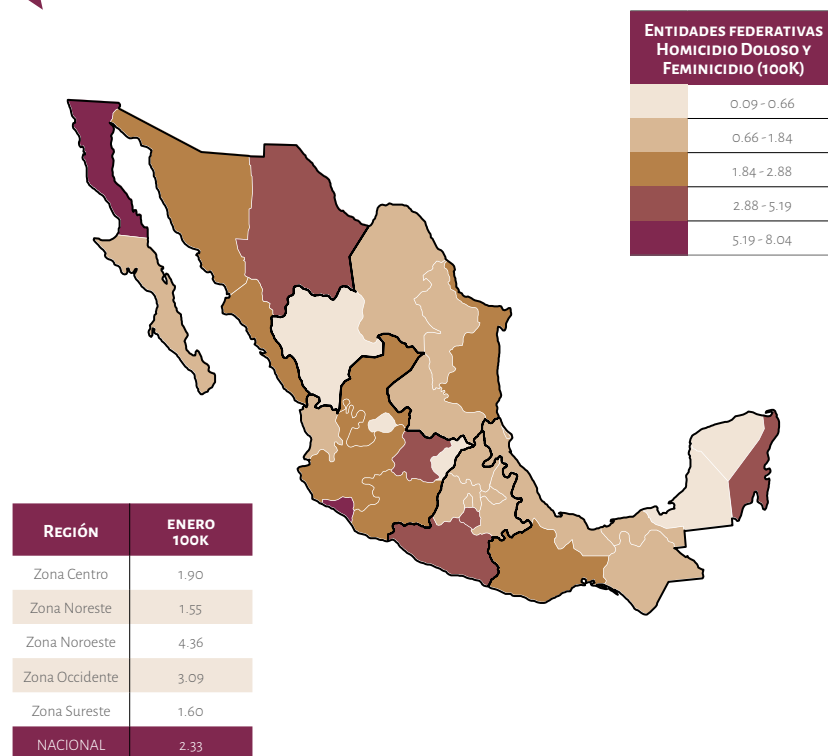 Entidades federativas
Homicidio Doloso y
Feminicidio (100K)
0.09 - 0.66
0.66 - 1.84
1.84 - 2.88
2.88 - 5.19
5.19 - 8.04
Región ENERO
100K
Zona Centro 1.90
Zona Noreste 1.55
Zona Noroeste 4.36
Zona Occidente 3.09
Zona Sureste 1.60
NACIONAL 2.33